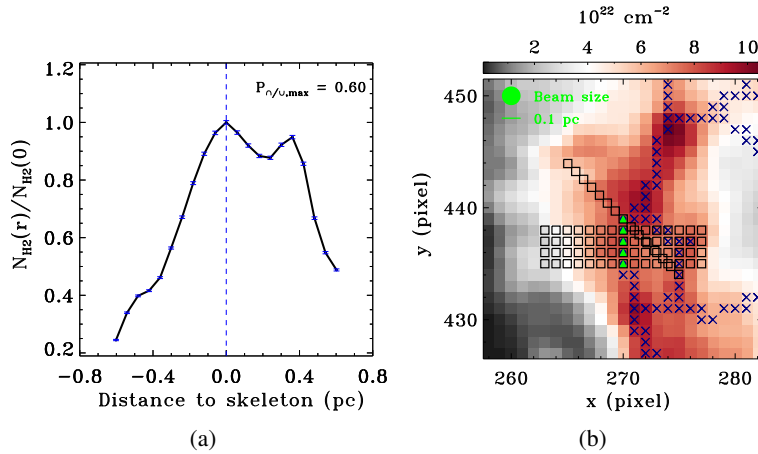 1.2
1.0
0.8
0.6
0.4
0.2
N_H2(r)/N_H2(0)
P_∩/∪,max = 0.60
−0.8 −0.4 0.0 0.4 0.8
Distance to skeleton (pc)
(a)
10^22 cm^-2
2 4 6 8 10
Beam size
0.1 pc
450
440
430
y (pixel)
260 270 280
x (pixel)
(b)